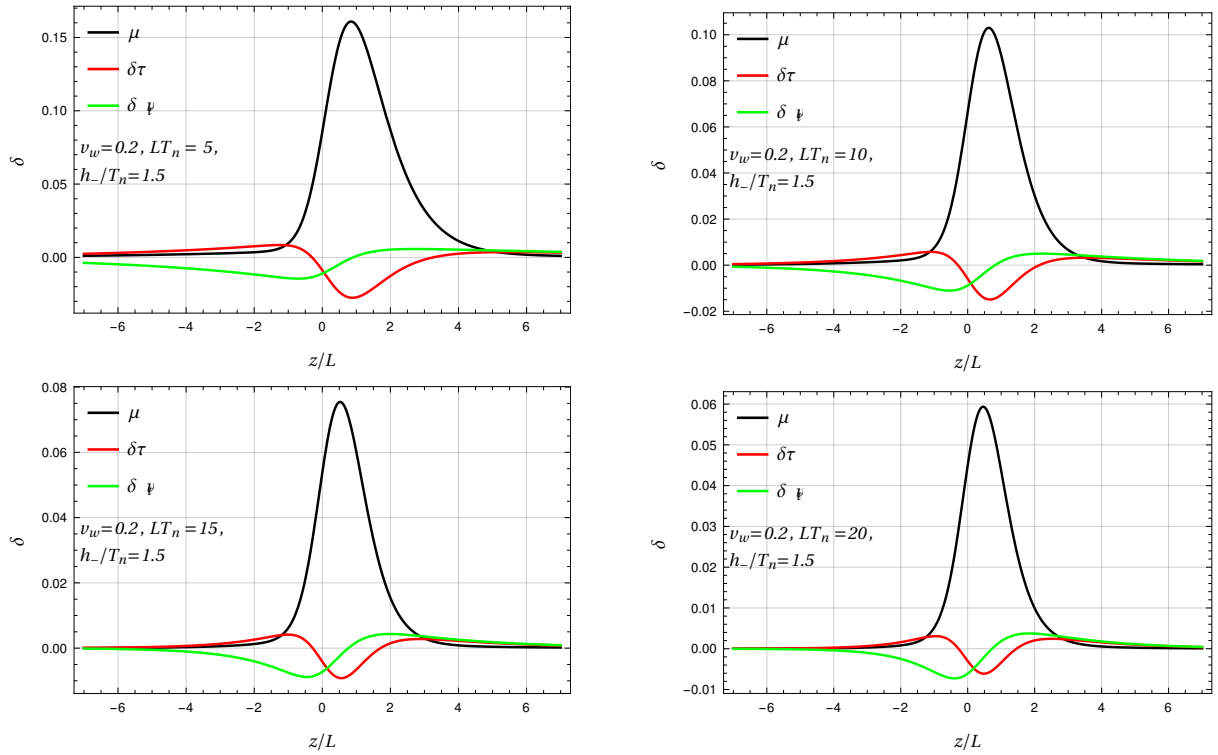 μ
δτ
δ
v_w=0.2, LT_n = 5,
h_-/T_n=1.5
0.15
0.10
0.05
0.00
δ
-6 -4 -2 0 2 4 6
z/L
μ
δτ
δ
v_w=0.2, LT_n = 10,
h_-/T_n=1.5
0.10
0.08
0.06
0.04
0.02
0.00
-0.02
δ
-6 -4 -2 0 2 4 6
z/L
μ
δτ
δ
v_w=0.2, LT_n = 15,
h_-/T_n=1.5
0.08
0.06
0.04
0.02
0.00
δ
-6 -4 -2 0 2 4 6
z/L
μ
δτ
δ
v_w=0.2, LT_n = 20,
h_-/T_n=1.5
0.06
0.05
0.04
0.03
0.02
0.01
0.00
-0.01
δ
-6 -4 -2 0 2 4 6
z/L